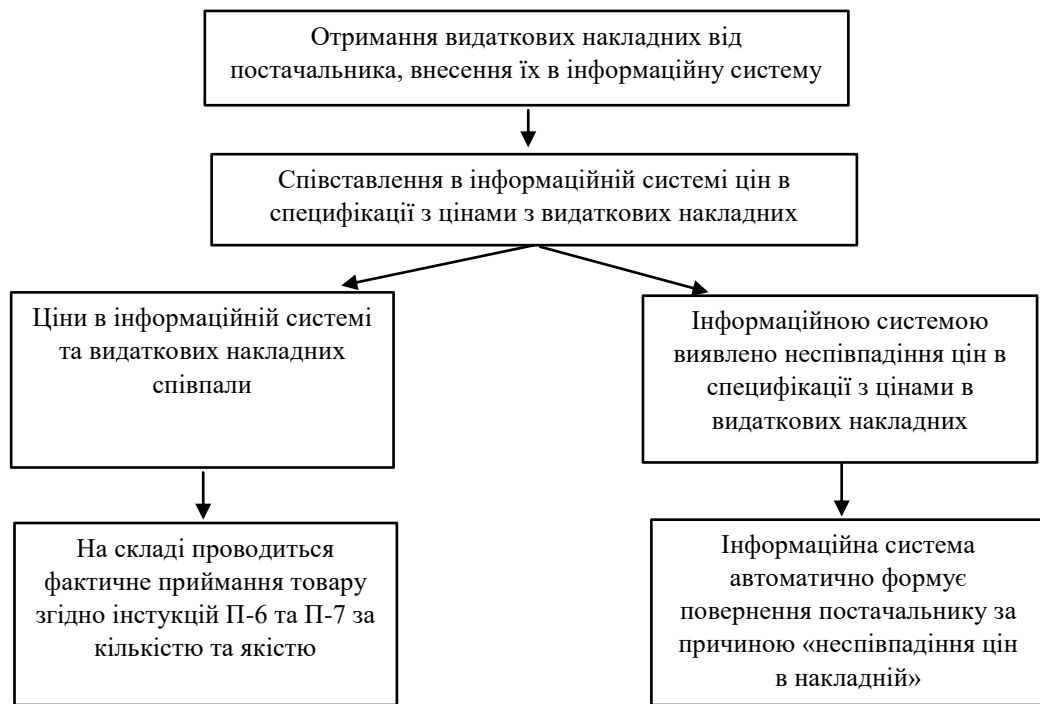 Отримання видаткових накладних від
постачальника, внесення їх в інформаційну систему
Співставлення в інформаційній системі цін в
специфікації з цінами з видаткових накладних
Ціни в інформаційній системі
та видаткових накладних
співпали
Інформаційною системою
виявлено неспівпадіння цін в
специфікації з цінами в
видаткових накладних
На складі проводиться
фактичне приймання товару
згідно інстукцій П-6 та П-7 за
кількістю та якістю
Інформаційна система
автоматично формує
повернення постачальнику за
причиною «неспівпадіння цін
в накладній»